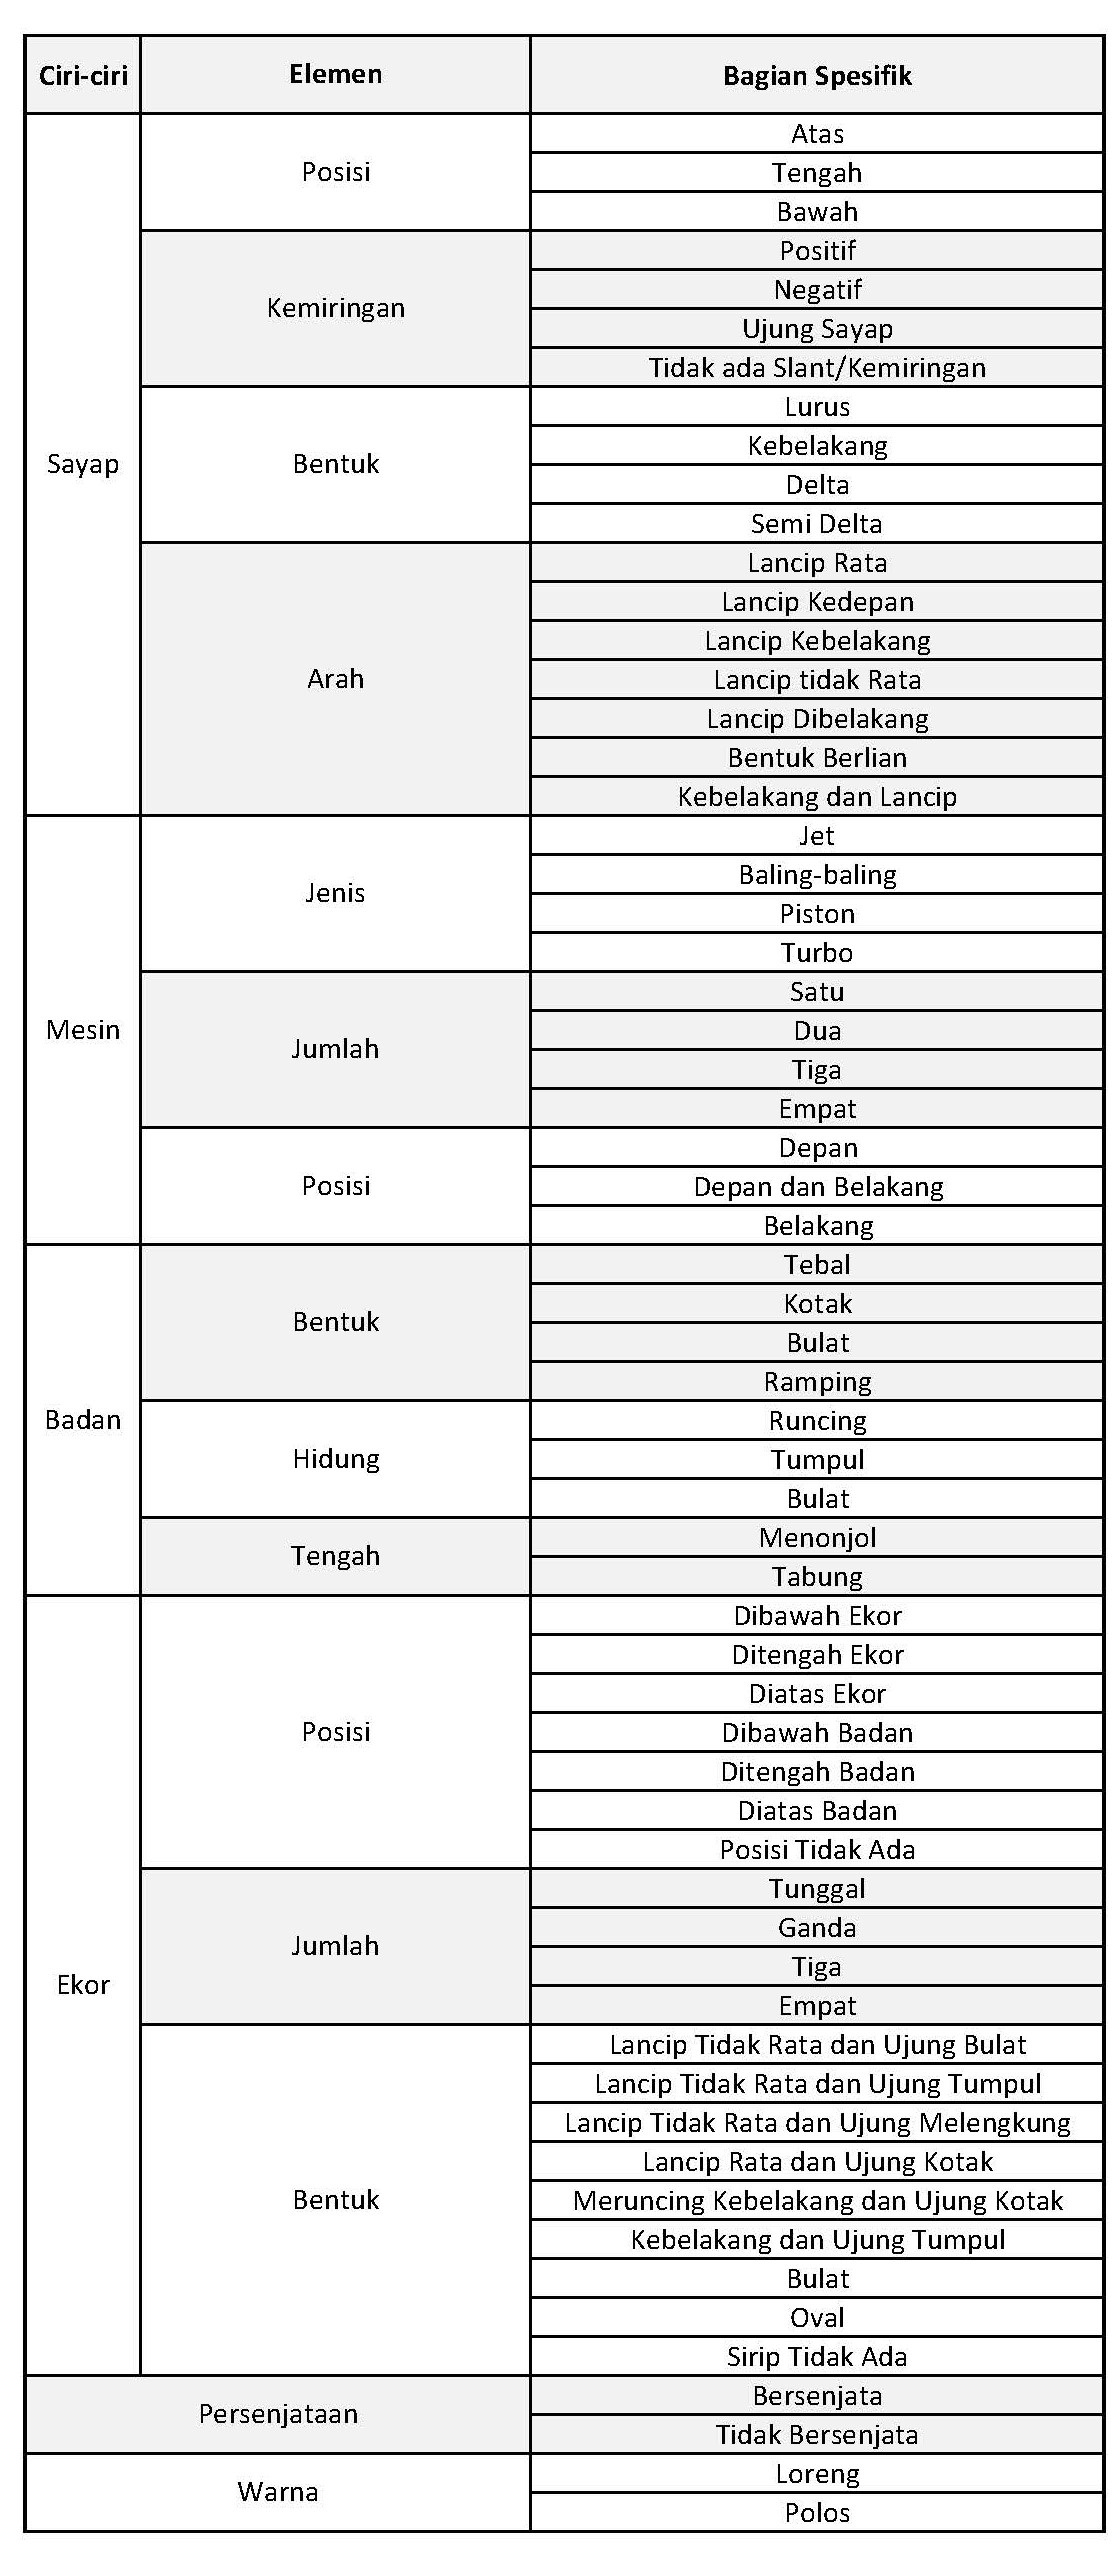 Ciri-ciri Elemen Bagian Spesifik
Atas
Posisi Tengah
Bawah
Positif
Negatif
Kemiringan
Ujung Sayap
Tidak ada Slant/Kemiringan
Lurus
Kebelakang
Sayap Bentuk
Delta
Semi Delta
Lancip Rata
Lancip Kedepan
Lancip Kebelakang
Arah Lancip tidak Rata
Lancip Dibelakang
Bentuk Berlian
Kebelakang dan Lancip
Jet
Baling-baling
Jenis
Piston
Turbo
Satu
Dua
Mesin
Jumlah
Tiga
Empat
Depan
Posisi Depan dan Belakang
Belakang
Tebal
Kotak
Bentuk
Bulat
Ramping
Badan Runcing
Hidung Tumpul
Bulat
Menonjol
Tengah
Tabung
Dibawah Ekor
Ditengah Ekor
Diatas Ekor
Posisi Dibawah Badan
Ditengah Badan
Diatas Badan
Posisi Tidak Ada
Tunggal
Ganda
Jumlah
Tiga
Ekor
Empat
Lancip Tidak Rata dan Ujung Bulat
Lancip Tidak Rata dan Ujung Tumpul
Lancip Tidak Rata dan Ujung Melengkung
Lancip Rata dan Ujung Kotak
Bentuk Meruncing Kebelakang dan Ujung Kotak
Kebelakang dan Ujung Tumpul
Bulat
Oval
Sirip Tidak Ada
Bersenjata
Persenjataan
Tidak Bersenjata
Loreng
Warna
Polos